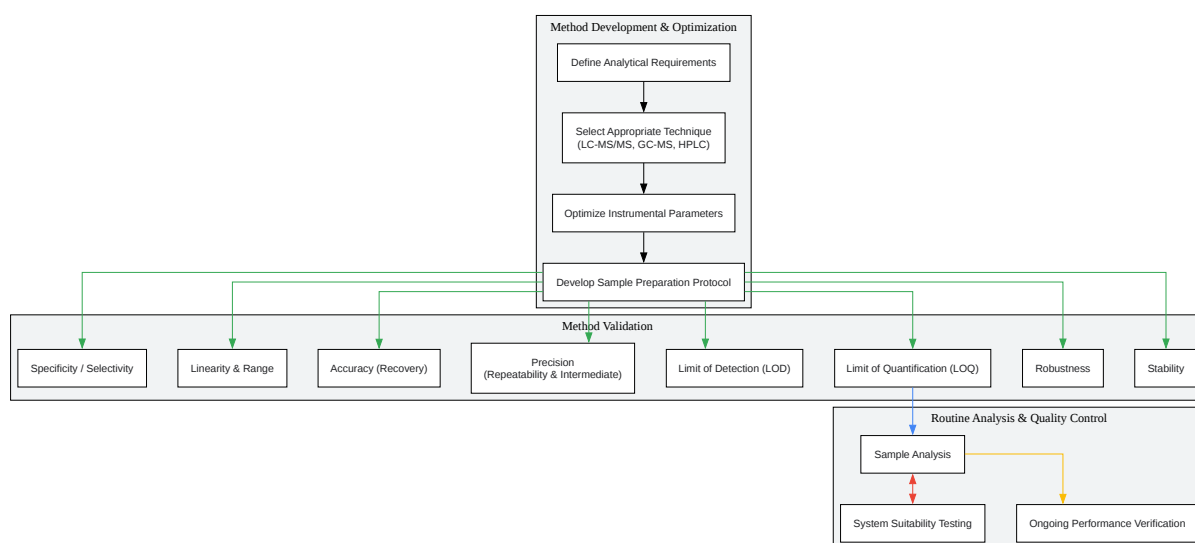 Method Development & Optimization
Define Analytical Requirements
Select Appropriate Technique
(LC-MS/MS, GC-MS, HPLC)
Optimize Instrumental Parameters
Develop Sample Preparation Protocol
Method Validation
Specificity / Selectivity
Linearity & Range
Accuracy (Recovery)
Precision
(Repeatability & Intermediate)
Limit of Detection (LOD)
Limit of Quantification (LOQ)
Robustness
Stability
Routine Analysis & Quality Control
Sample Analysis
System Suitability Testing
Ongoing Performance Verification